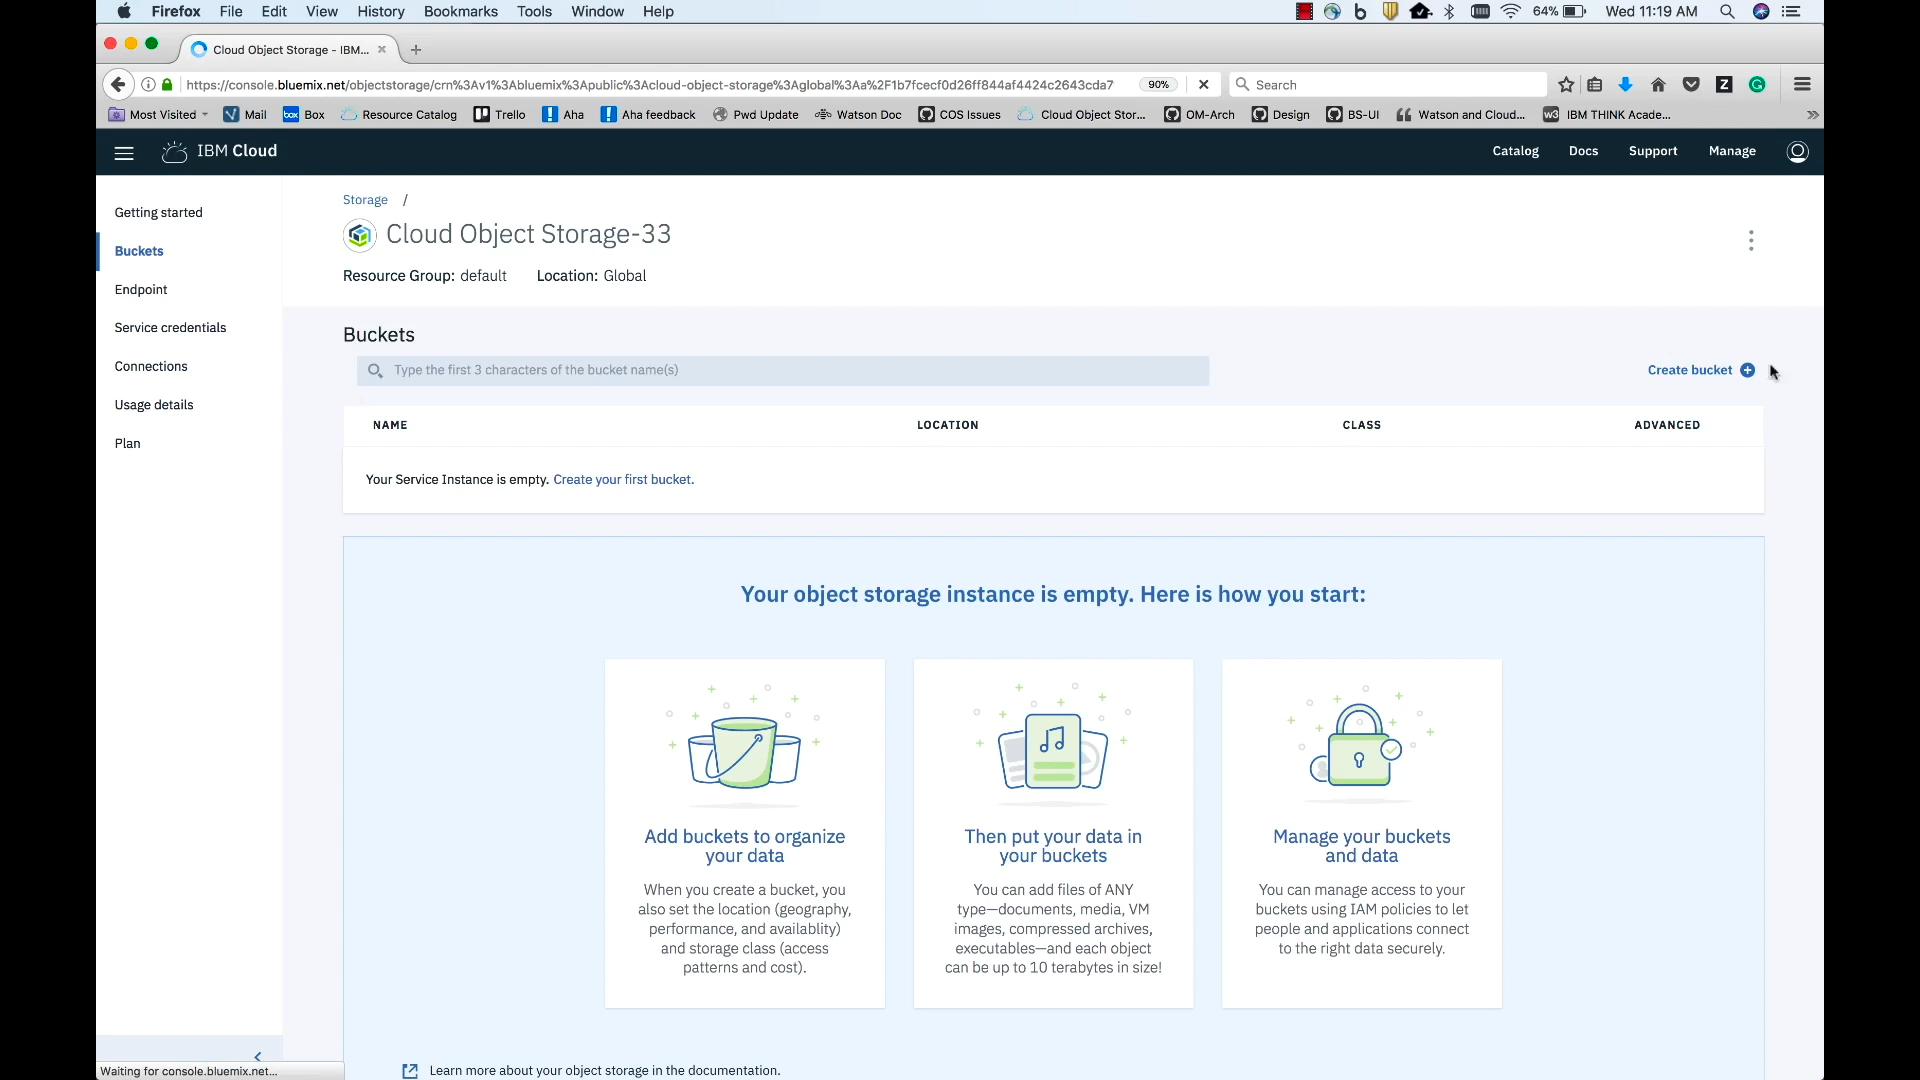 Firefox File Edit View History Bookmarks Tools Window Help 64% Wed 11:19 AM
Cloud Object Storage - IBM...
https://console.bluemix.net/objectstorage/crn%3Av1%3Abluemix%3Apublic%3Acloud-object-storage%3Aglobal%3Aa%2F1b7fcecf0d26ff844af4424c2643cda7 90% Search
Most Visited Mail box Box Resource Catalog Trello Aha Aha feedback Pwd Update Watson Doc COS Issues Cloud Object Stor... OM-Arch Design BS-UI Watson and Cloud... w3 IBM THINK Acade...
IBM Cloud Catalog Docs Support Manage
Getting started
Buckets
Endpoint
Service credentials
Connections
Usage details
Plan
Storage /
Cloud Object Storage-33
Resource Group: default Location: Global
Buckets
Type the first 3 characters of the bucket name(s)
Create bucket
NAME LOCATION CLASS ADVANCED
Your Service Instance is empty. Create your first bucket.
Your object storage instance is empty. Here is how you start:
Add buckets to organize
your data
When you create a bucket, you
also set the location (geography,
performance, and availablity)
and storage class (access
patterns and cost).
Then put your data in
your buckets
You can add files of ANY
type—documents, media, VM
images, compressed archives,
executables—and each object
can be up to 10 terabytes in size!
Manage your buckets
and data
You can manage access to your
buckets using IAM policies to let
people and applications connect
to the right data securely.
Learn more about your object storage in the documentation.
Waiting for console.bluemix.net...